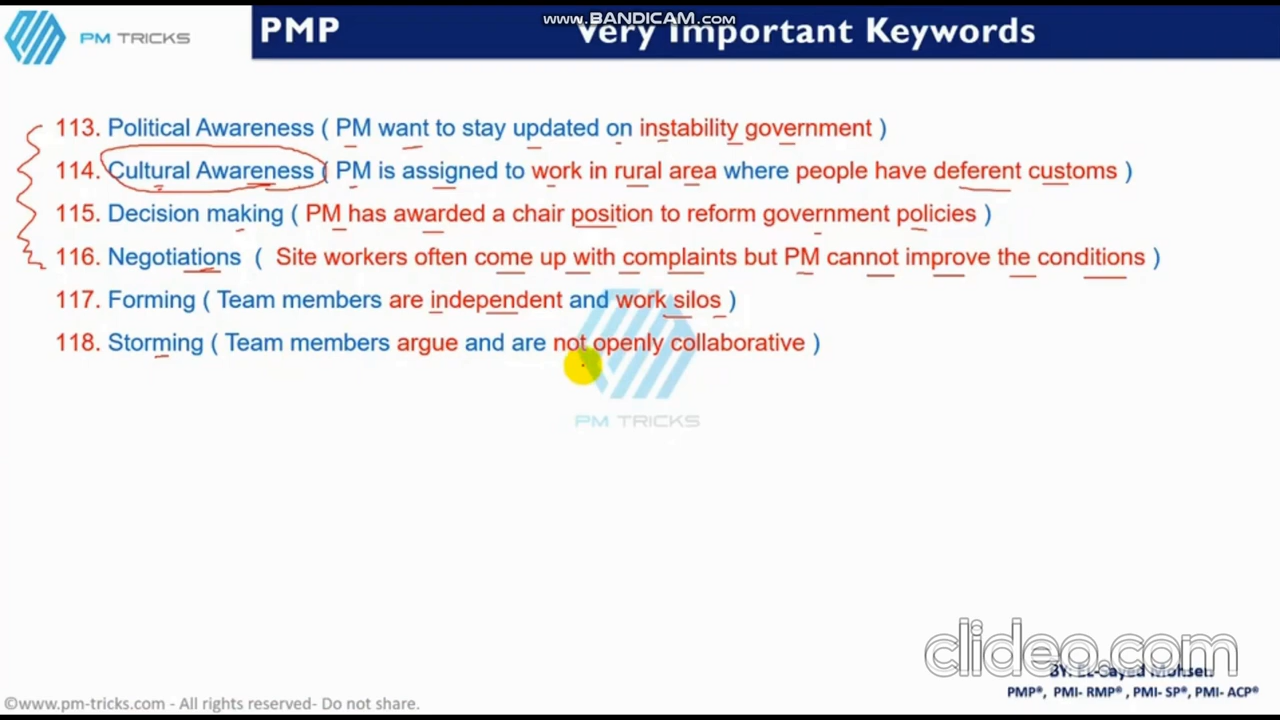 www.BANDICAM.com
PM TRICKS
PMP
Very Important Keywords
113. Political Awareness ( PM want to stay updated on instability government )
114. Cultural Awareness ( PM is assigned to work in rural area where people have deferent customs )
115. Decision making ( PM has awarded a chair position to reform government policies )
116. Negotiations ( Site workers often come up with complaints but PM cannot improve the conditions )
117. Forming ( Team members are independent and work silos )
118. Storming ( Team members argue and are not openly collaborative )
PM TRICKS
clideo.com
BY: EL-Sayed Mohsen
©www.pm-tricks.com - All rights reserved- Do not share.
PMP®, PMI- RMP® , PMI- SP®, PMI- ACP®